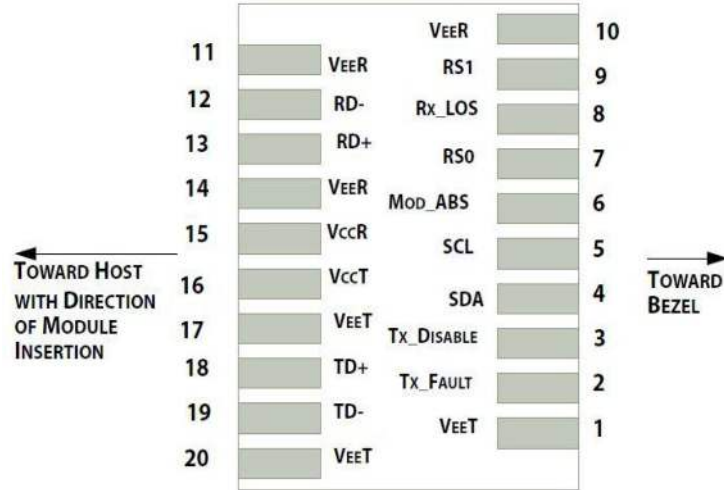 VEER 10
11 VEER
RS1 9
12 RD-
RX_LOS 8
13 RD+
RS0 7
14 VEER
MOD_ABS 6
15 VCCR
SCL 5
TOWARD HOST
WITH DIRECTION
OF MODULE
INSERTION
16 VCCT
SDA 4
TOWARD
BEZEL
17 VEET
TX_DISABLE 3
18 TD+
TX_FAULT 2
19 TD-
VEET 1
20 VEET